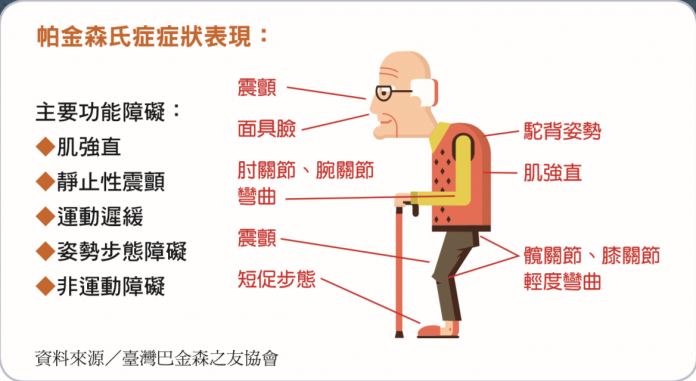 帕金森氏症症狀表現：
主要功能障礙：
◆肌強直
◆靜止性震顫
◆運動遲緩
◆姿勢步態障礙
◆非運動障礙
震顫
面具臉
肘關節、腕關節
彎曲
震顫
短促步態
駝背姿勢
肌強直
髖關節、膝關節
輕度彎曲
資料來源／臺灣巴金森之友協會